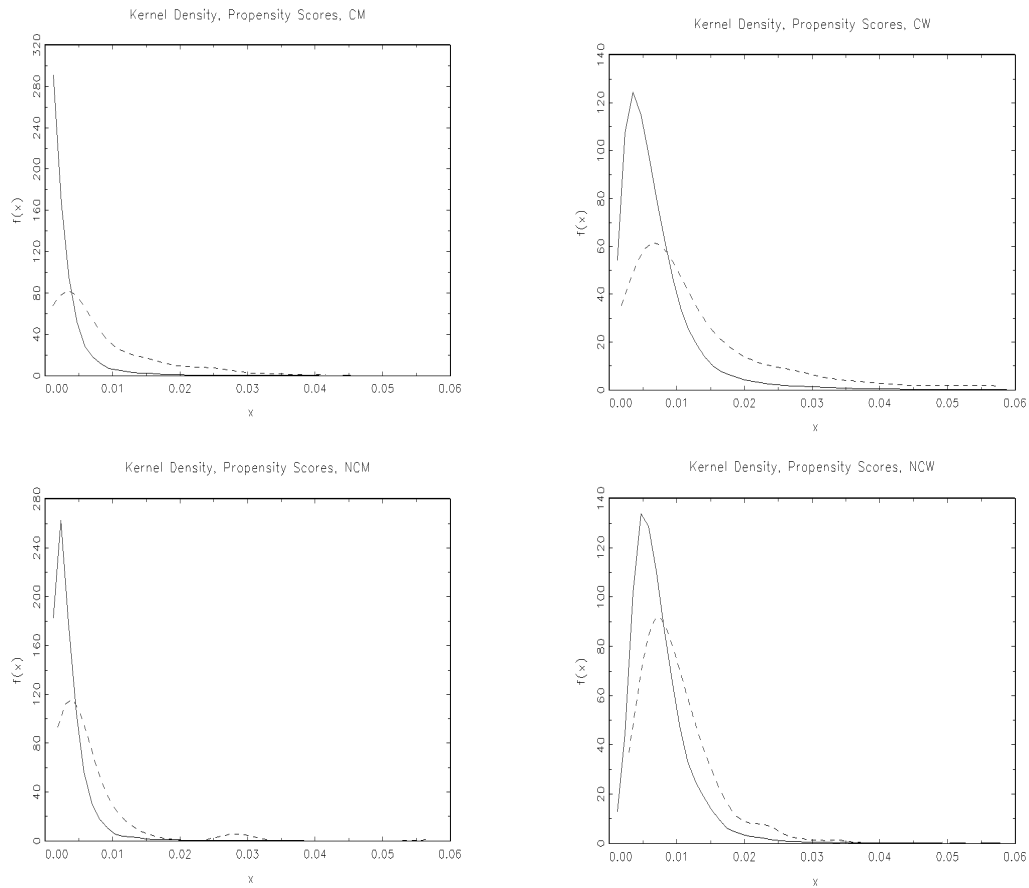 Kernel Density, Propensity Scores, CM
f(x)
320
280
240
200
160
120
80
40
0
0.00 0.01 0.02 0.03 0.04 0.05 0.06
x
Kernel Density, Propensity Scores, CW
f(x)
140
120
100
80
60
40
20
0
0.00 0.01 0.02 0.03 0.04 0.05 0.06
x
Kernel Density, Propensity Scores, NCM
f(x)
280
240
200
160
120
80
40
0
0.00 0.01 0.02 0.03 0.04 0.05 0.06
x
Kernel Density, Propensity Scores, NCW
f(x)
140
120
100
80
60
40
20
0
0.00 0.01 0.02 0.03 0.04 0.05 0.06
x